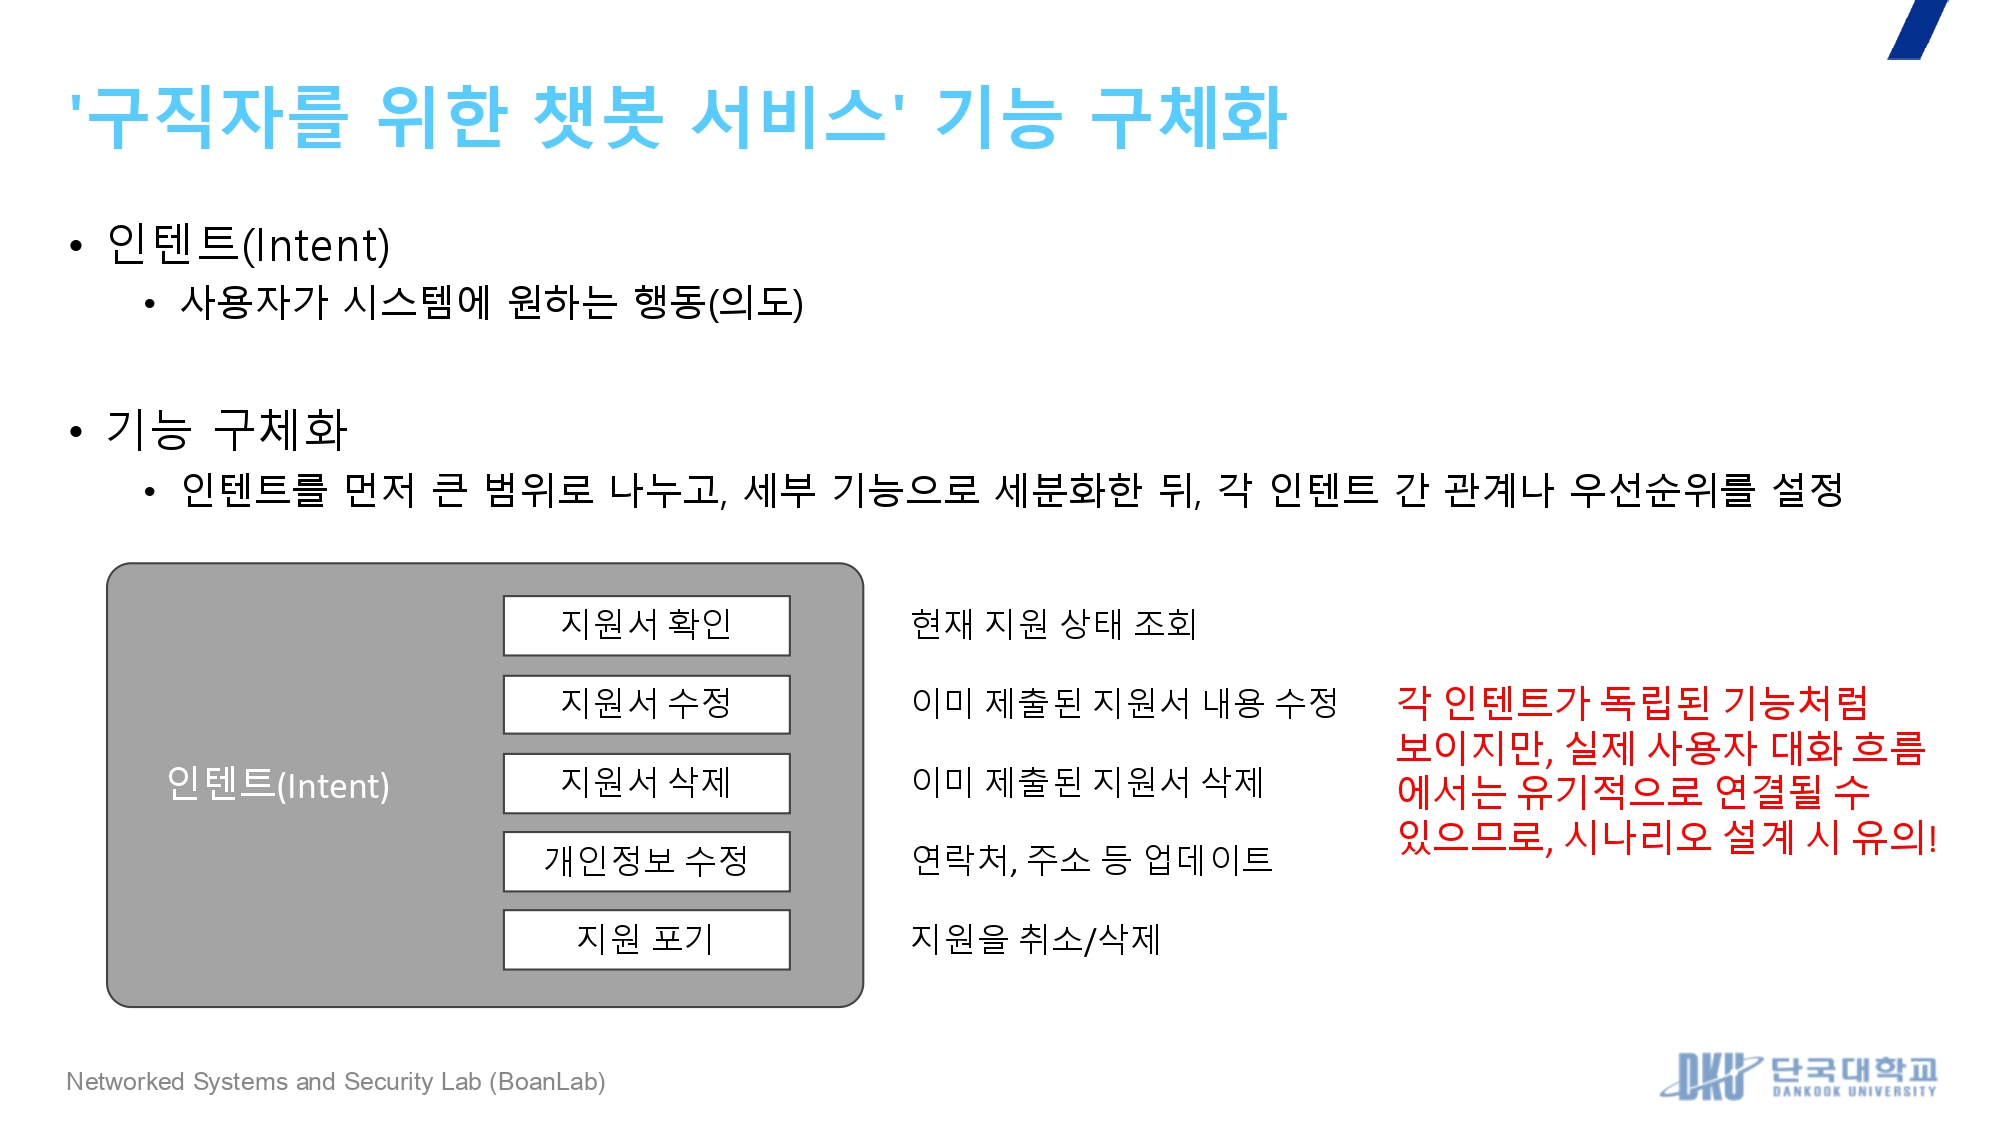 '구직자를 위한 챗봇 서비스' 기능 구체화
• 인텐트(Intent)
• 사용자가 시스템에 원하는 행동(의도)
• 기능 구체화
• 인텐트를 먼저 큰 범위로 나누고, 세부 기능으로 세분화한 뒤, 각 인텐트 간 관계나 우선순위를 설정
인텐트(Intent)
지원서 확인
현재 지원 상태 조회
지원서 수정
이미 제출된 지원서 내용 수정
지원서 삭제
이미 제출된 지원서 삭제
개인정보 수정
연락처, 주소 등 업데이트
지원 포기
지원을 취소/삭제
각 인텐트가 독립된 기능처럼
보이지만, 실제 사용자 대화 흐름
에서는 유기적으로 연결될 수
있으므로, 시나리오 설계 시 유의!
Networked Systems and Security Lab (BoanLab)
DKU 단국대학교
DANKOOK UNIVERSITY